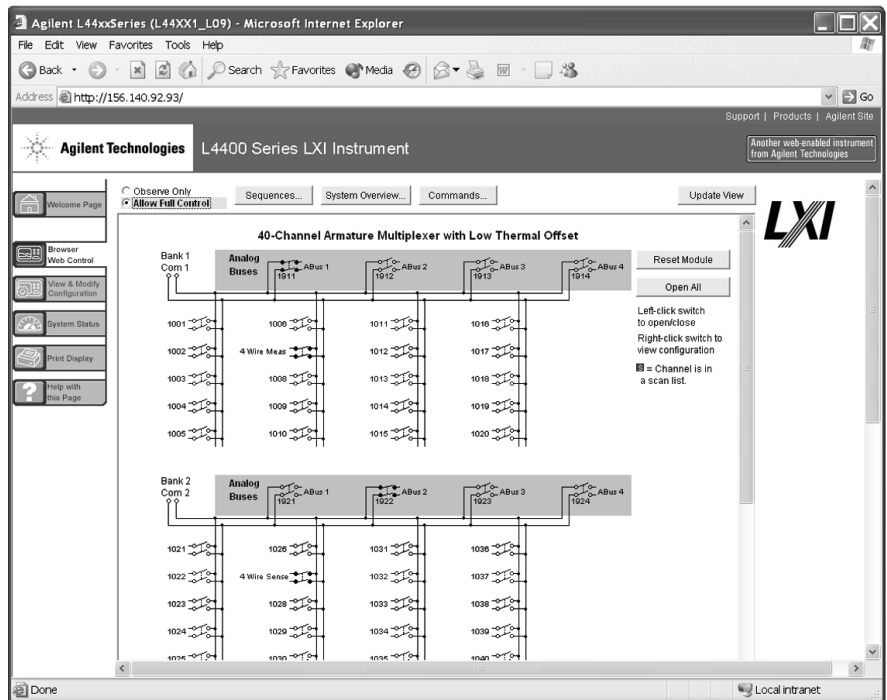 Agilent L44xxSeries (L44XX1_L09) - Microsoft Internet Explorer
File Edit View Favorites Tools Help
Back Search Favorites Media
Address http://156.140.92.93/ Go
Support | Products | Agilent Site
Agilent Technologies L4400 Series LXI Instrument
Another web-enabled instrument
from Agilent Technologies
Welcome Page
Browser
Web Control
View & Modify
Configuration
System Status
Print Display
Help with
this Page
Observe Only
Allow Full Control
Sequences... System Overview... Commands... Update View
LXI
40-Channel Armature Multiplexer with Low Thermal Offset
Bank 1
Com 1
Analog
Buses
ABus 1 ABus 2 ABus 3 ABus 4
1911 1912 1913 1914
1001 1006 1011 1016
1002 4 Wire Meas 1012 1017
1003 1008 1013 1018
1004 1009 1014 1019
1005 1010 1015 1020
Reset Module
Open All
Left-click switch
to open/close
Right-click switch to
view configuration
S = Channel is in
a scan list.
Bank 2
Com 2
Analog
Buses
ABus 1 ABus 2 ABus 3 ABus 4
1921 1922 1923 1924
1021 1026 1031 1036
1022 4 Wire Sense 1032 1037
1023 1028 1033 1038
1024 1029 1034 1039
1025 1030 1035 1040
Done Local intranet